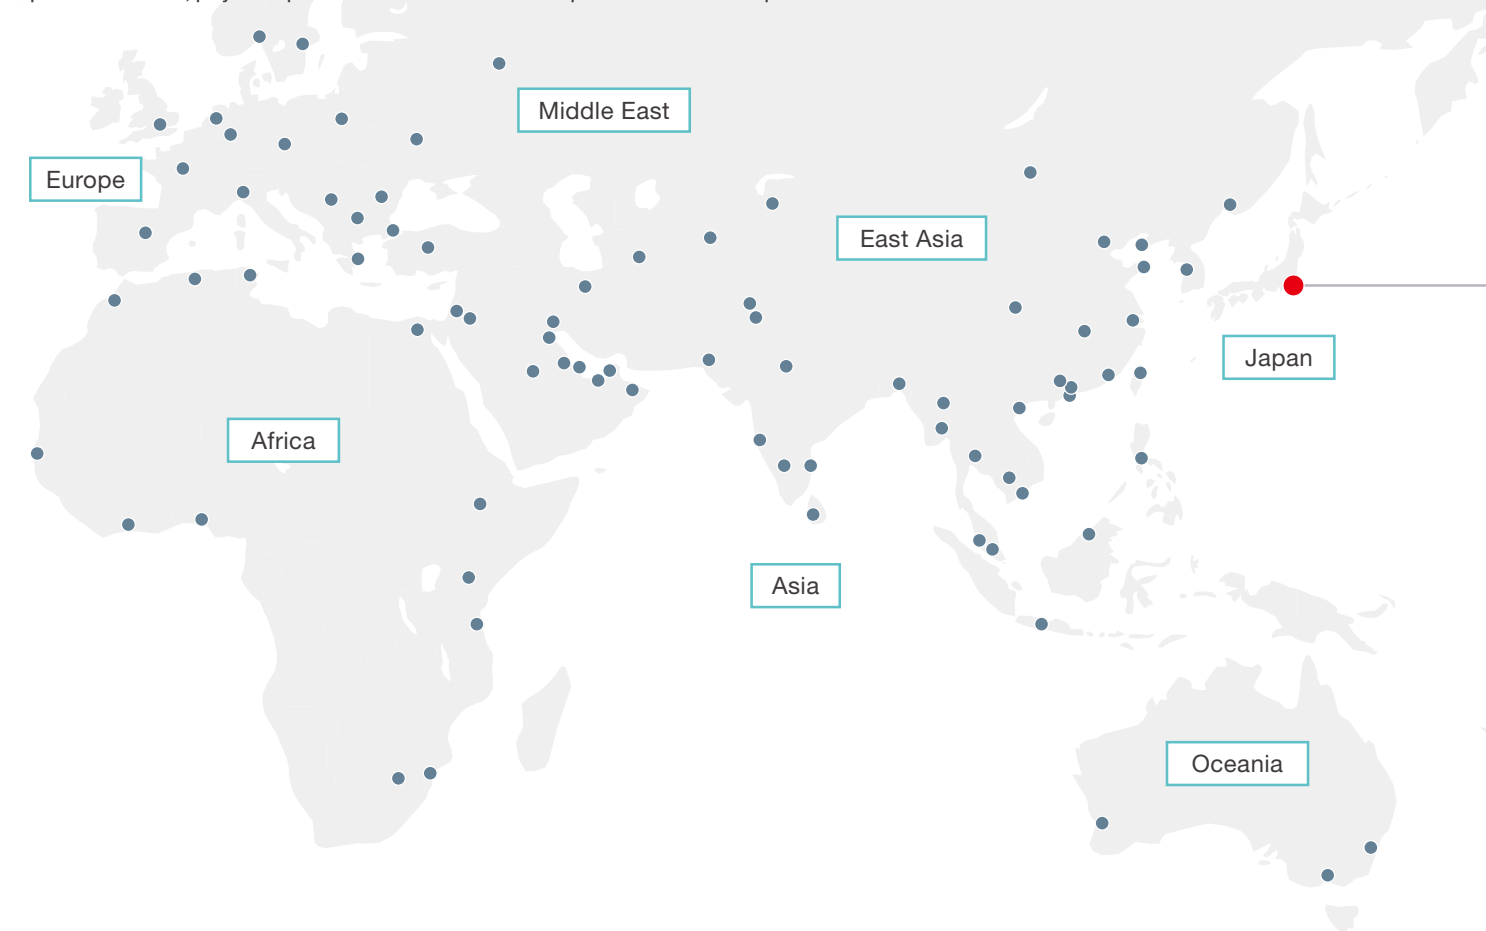 Middle East
Europe
East Asia
Japan
Africa
Asia
Oceania